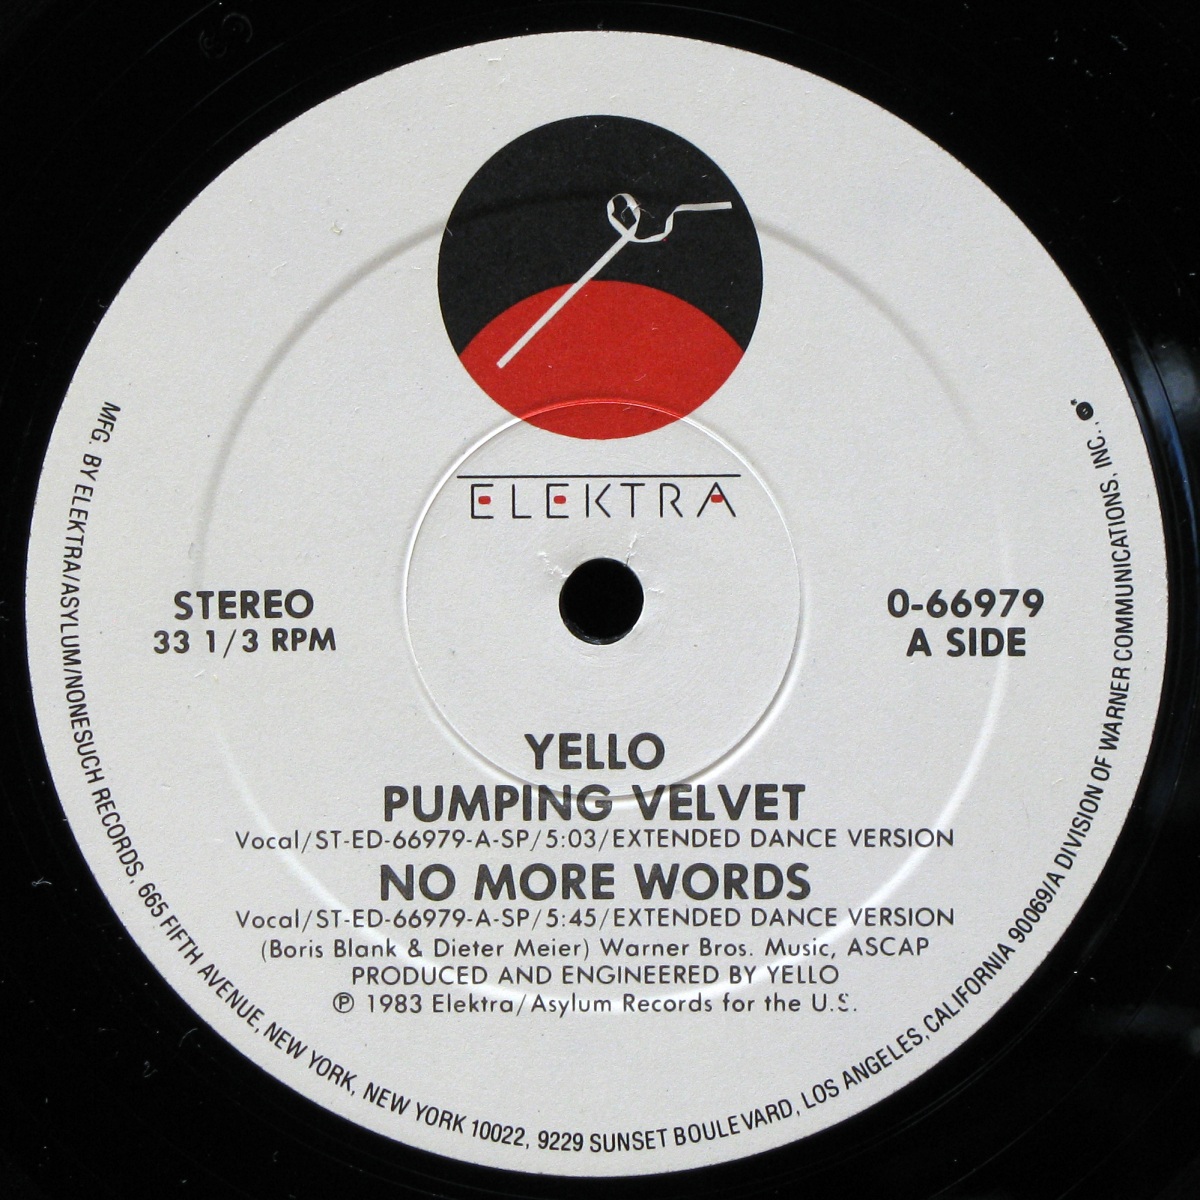 ELEKTRA
STEREO
33 1/3 RPM
0-66979
A SIDE
YELLO
PUMPING VELVET
Vocal/ST-ED-66979-A-SP/5:03/EXTENDED DANCE VERSION
NO MORE WORDS
Vocal/ST-ED-66979-A-SP/5:45/EXTENDED DANCE VERSION
(Boris Blank & Dieter Meier) Warner Bros. Music, ASCAP
PRODUCED AND ENGINEERED BY YELLO
℗ 1983 Elektra/Asylum Records for the U.S.
MFG. BY ELEKTRA/ASYLUM/NONESUCH RECORDS, 665 FIFTH AVENUE, NEW YORK, NEW YORK 10022, 9229 SUNSET BOULEVARD, LOS ANGELES, CALIFORNIA 90069/A DIVISION OF WARNER COMMUNICATIONS, INC.,